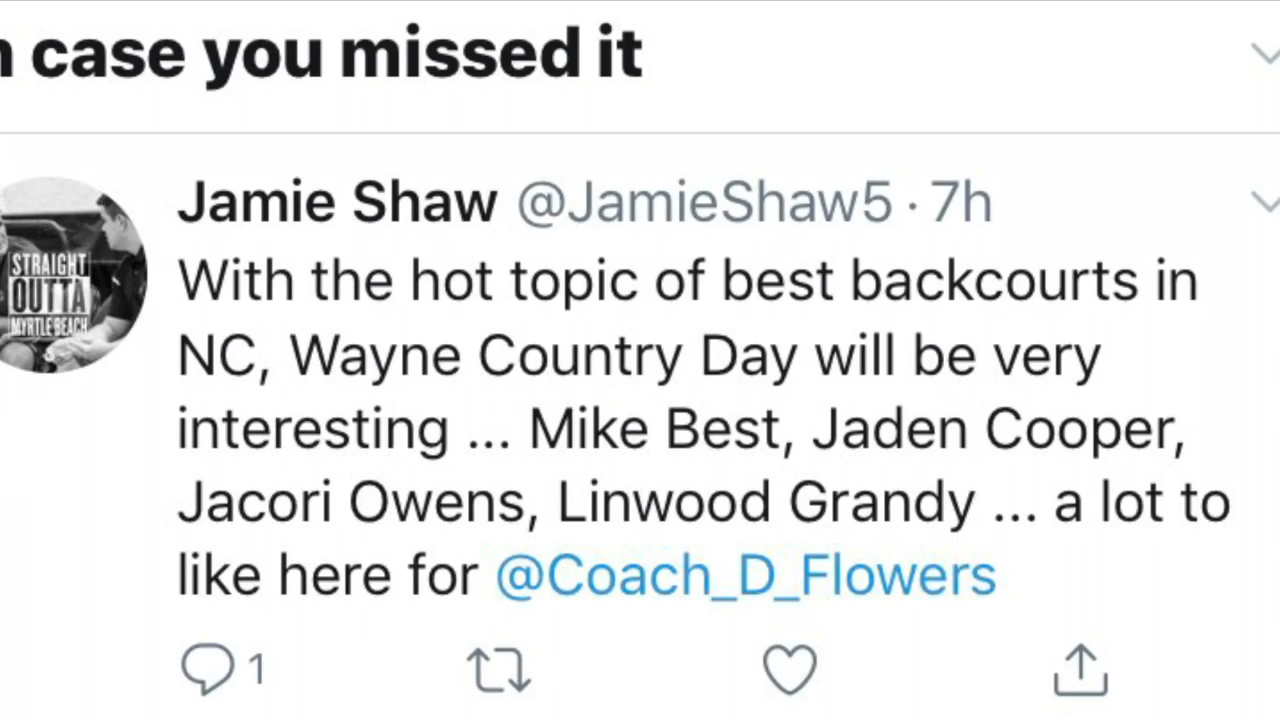 case you missed it
Jamie Shaw @JamieShaw5 · 7h
With the hot topic of best backcourts in
NC, Wayne Country Day will be very
interesting ... Mike Best, Jaden Cooper,
Jacori Owens, Linwood Grandy ... a lot to
like here for @Coach_D_Flowers
1
STRAIGHT
OUTTA
MYRTLE BEACH